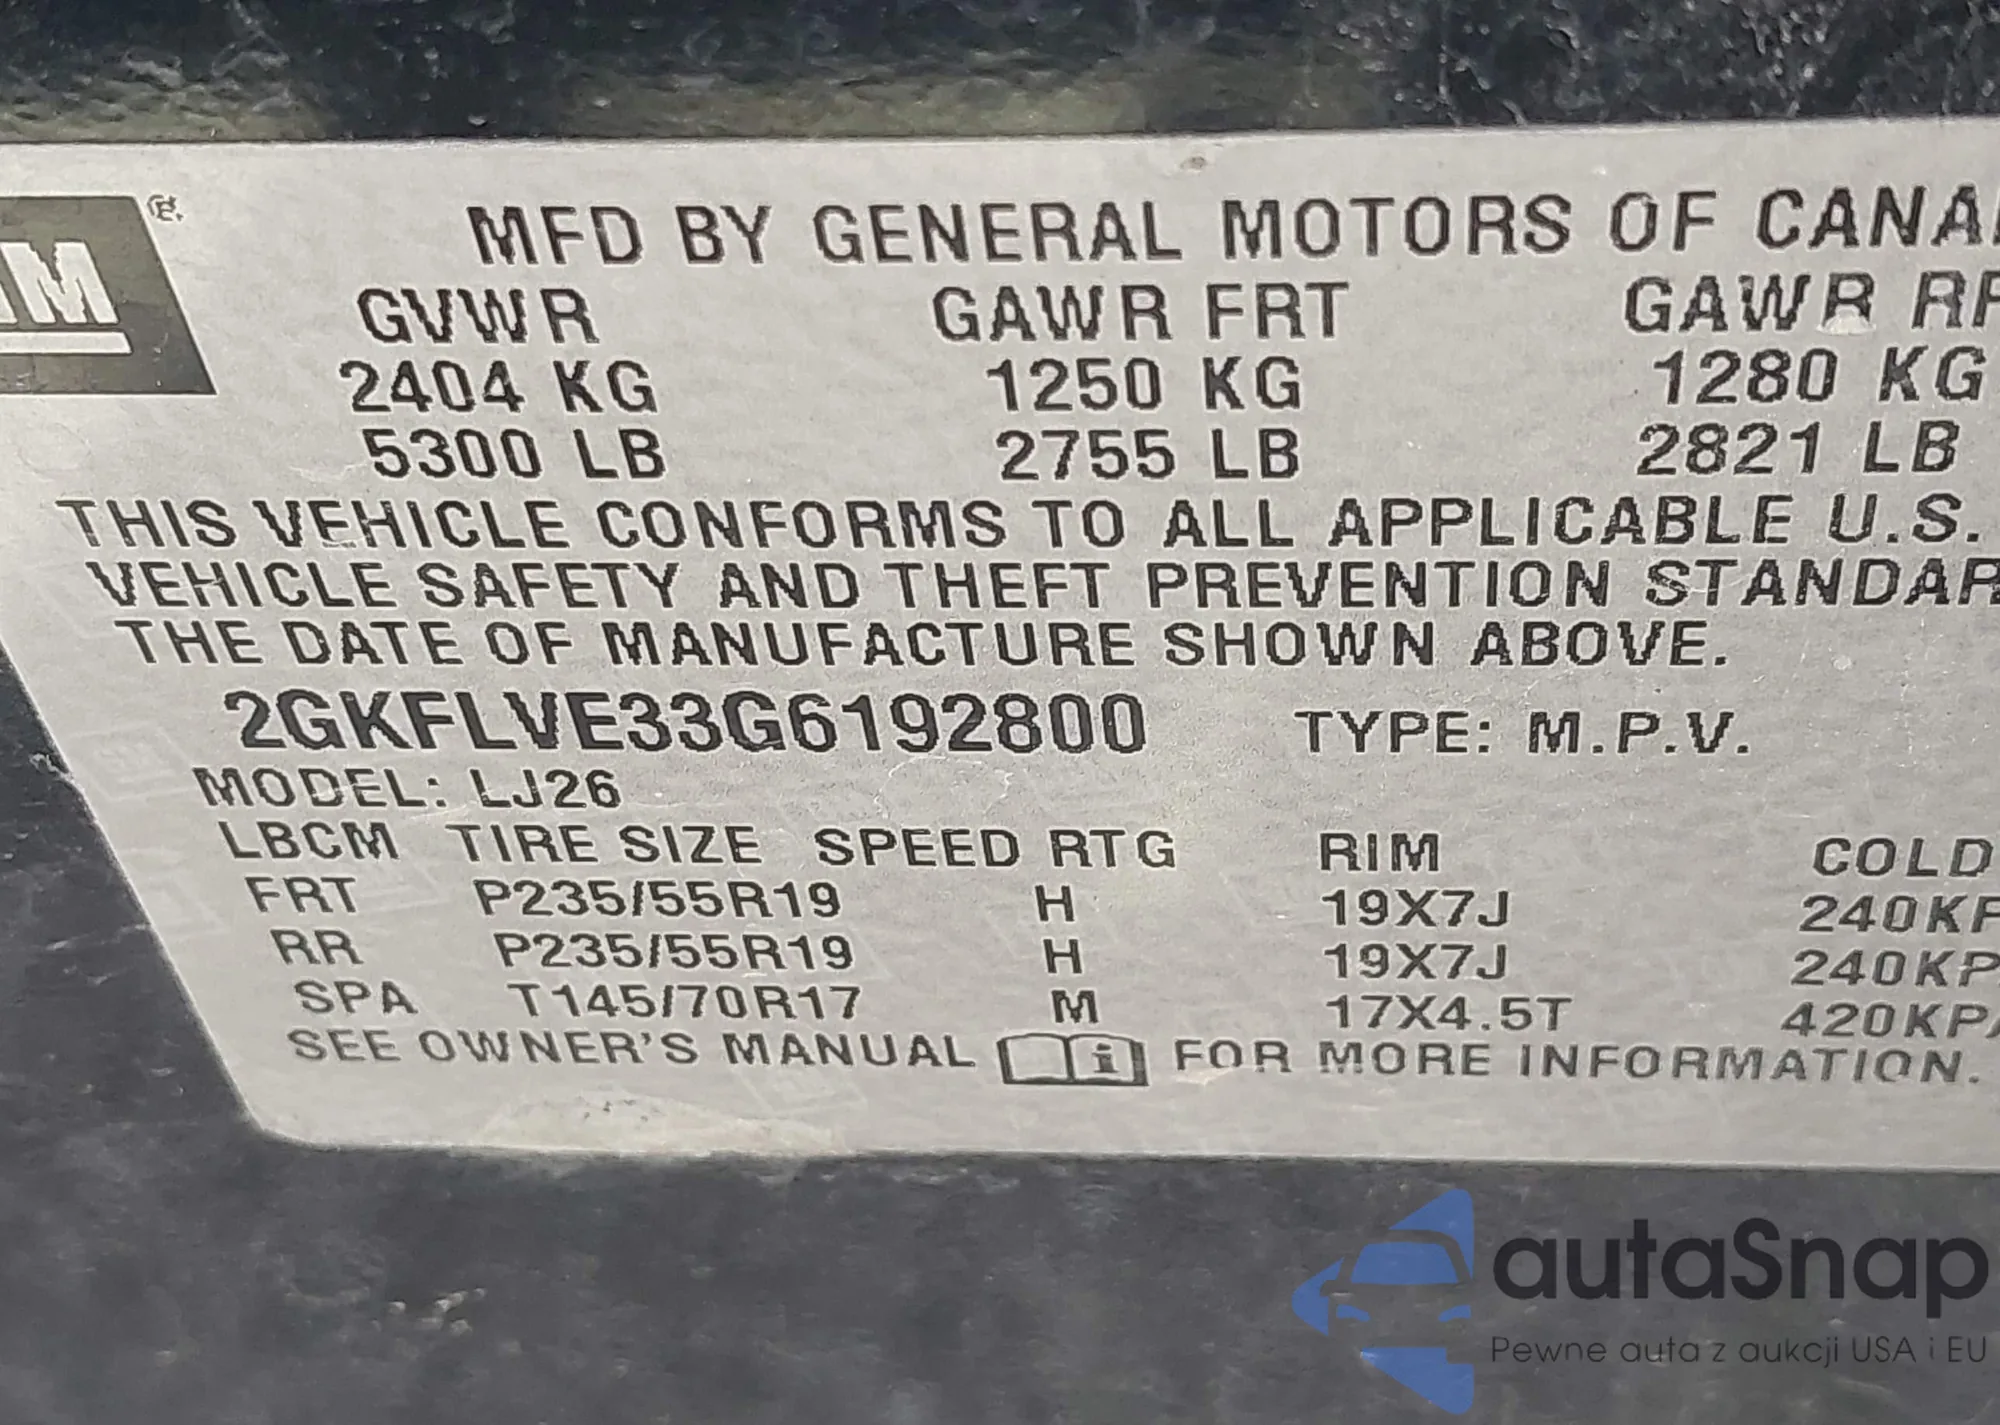 GM
MFD BY GENERAL MOTORS OF CANA
GVWR GAWR FRT GAWR RR
2404 KG 1250 KG 1280 KG
5300 LB 2755 LB 2821 LB
THIS VEHICLE CONFORMS TO ALL APPLICABLE U.S.
VEHICLE SAFETY AND THEFT PREVENTION STANDAR
THE DATE OF MANUFACTURE SHOWN ABOVE.
2GKFLVE33G6192800 TYPE: M.P.V.
MODEL: LJ26
LBCM TIRE SIZE SPEED RTG RIM COLD
FRT P235/55R19 H 19X7J 240KP
RR P235/55R19 H 19X7J 240KP
SPA T145/70R17 M 17X4.5T 420KPA
SEE OWNER'S MANUAL i FOR MORE INFORMATION.
autaSnap
Pewne auta z aukcji USA i EU